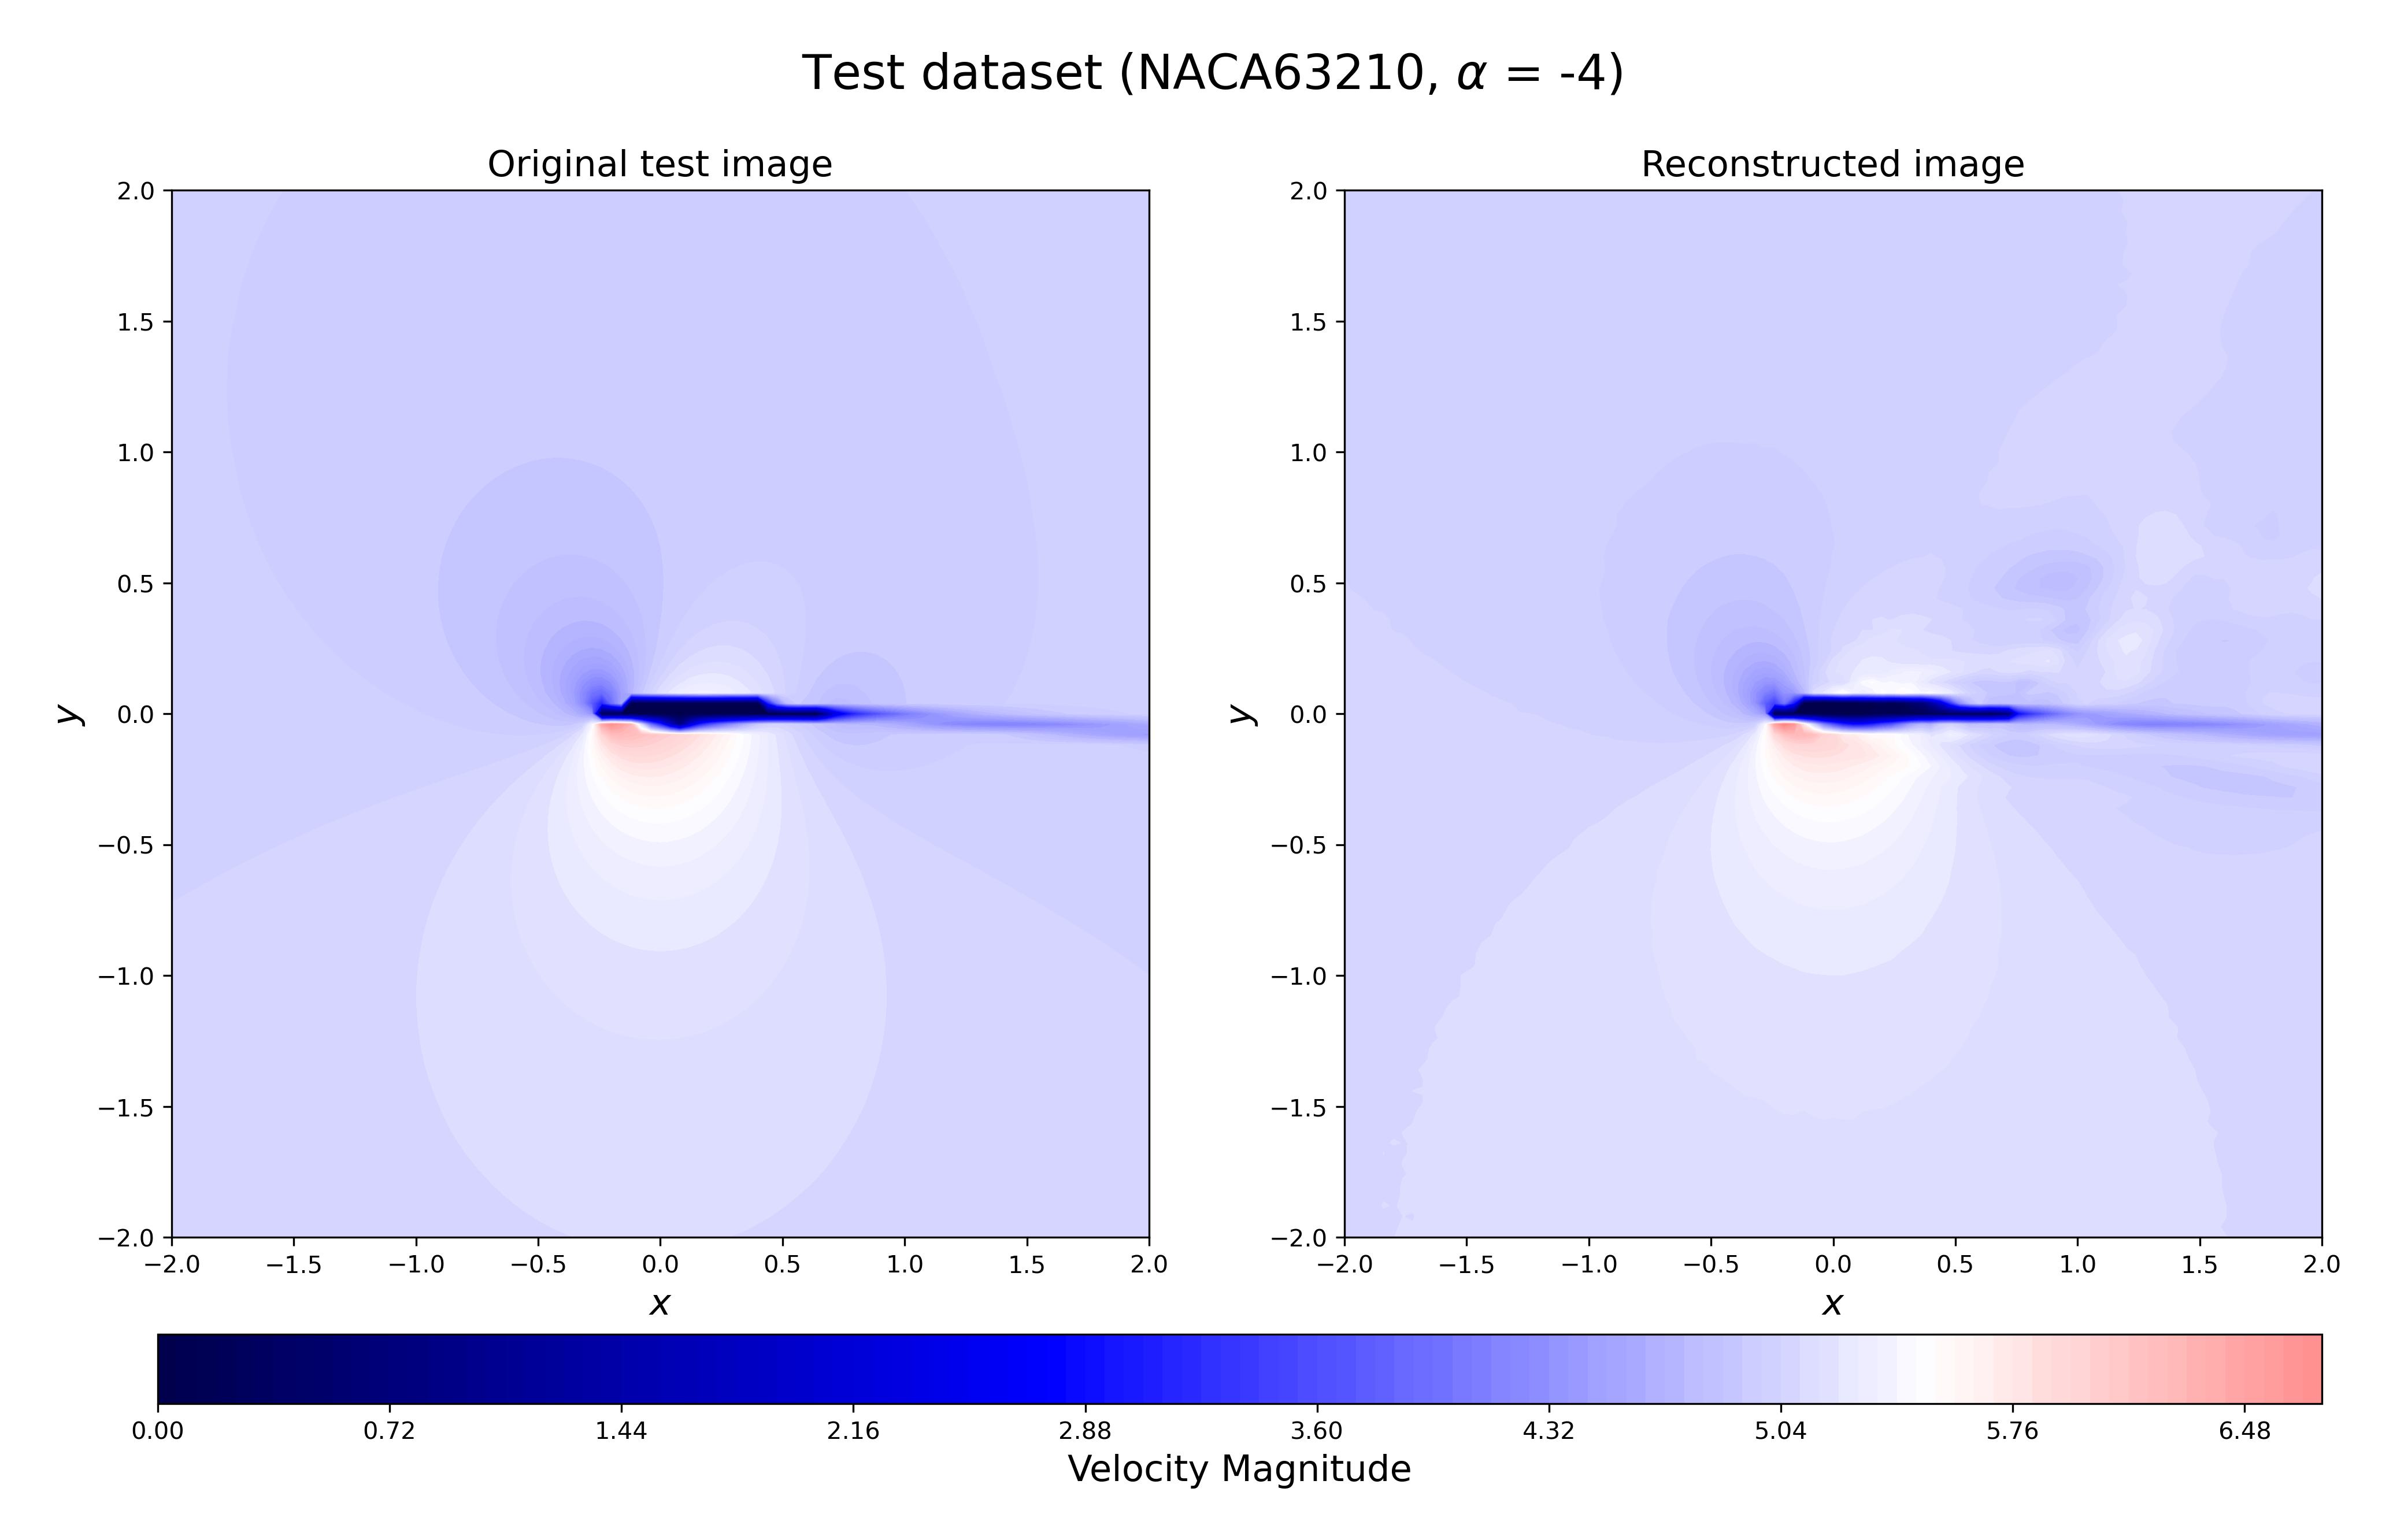 Test dataset (NACA63210, α = -4)
Original test image
Reconstructed image
2.0
1.5
1.0
0.5
0.0
−0.5
−1.0
−1.5
−2.0
y
−2.0 −1.5 −1.0 −0.5 0.0 0.5 1.0 1.5 2.0
x
2.0
1.5
1.0
0.5
0.0
−0.5
−1.0
−1.5
−2.0
y
−2.0 −1.5 −1.0 −0.5 0.0 0.5 1.0 1.5 2.0
x
0.00 0.72 1.44 2.16 2.88 3.60 4.32 5.04 5.76 6.48
Velocity Magnitude